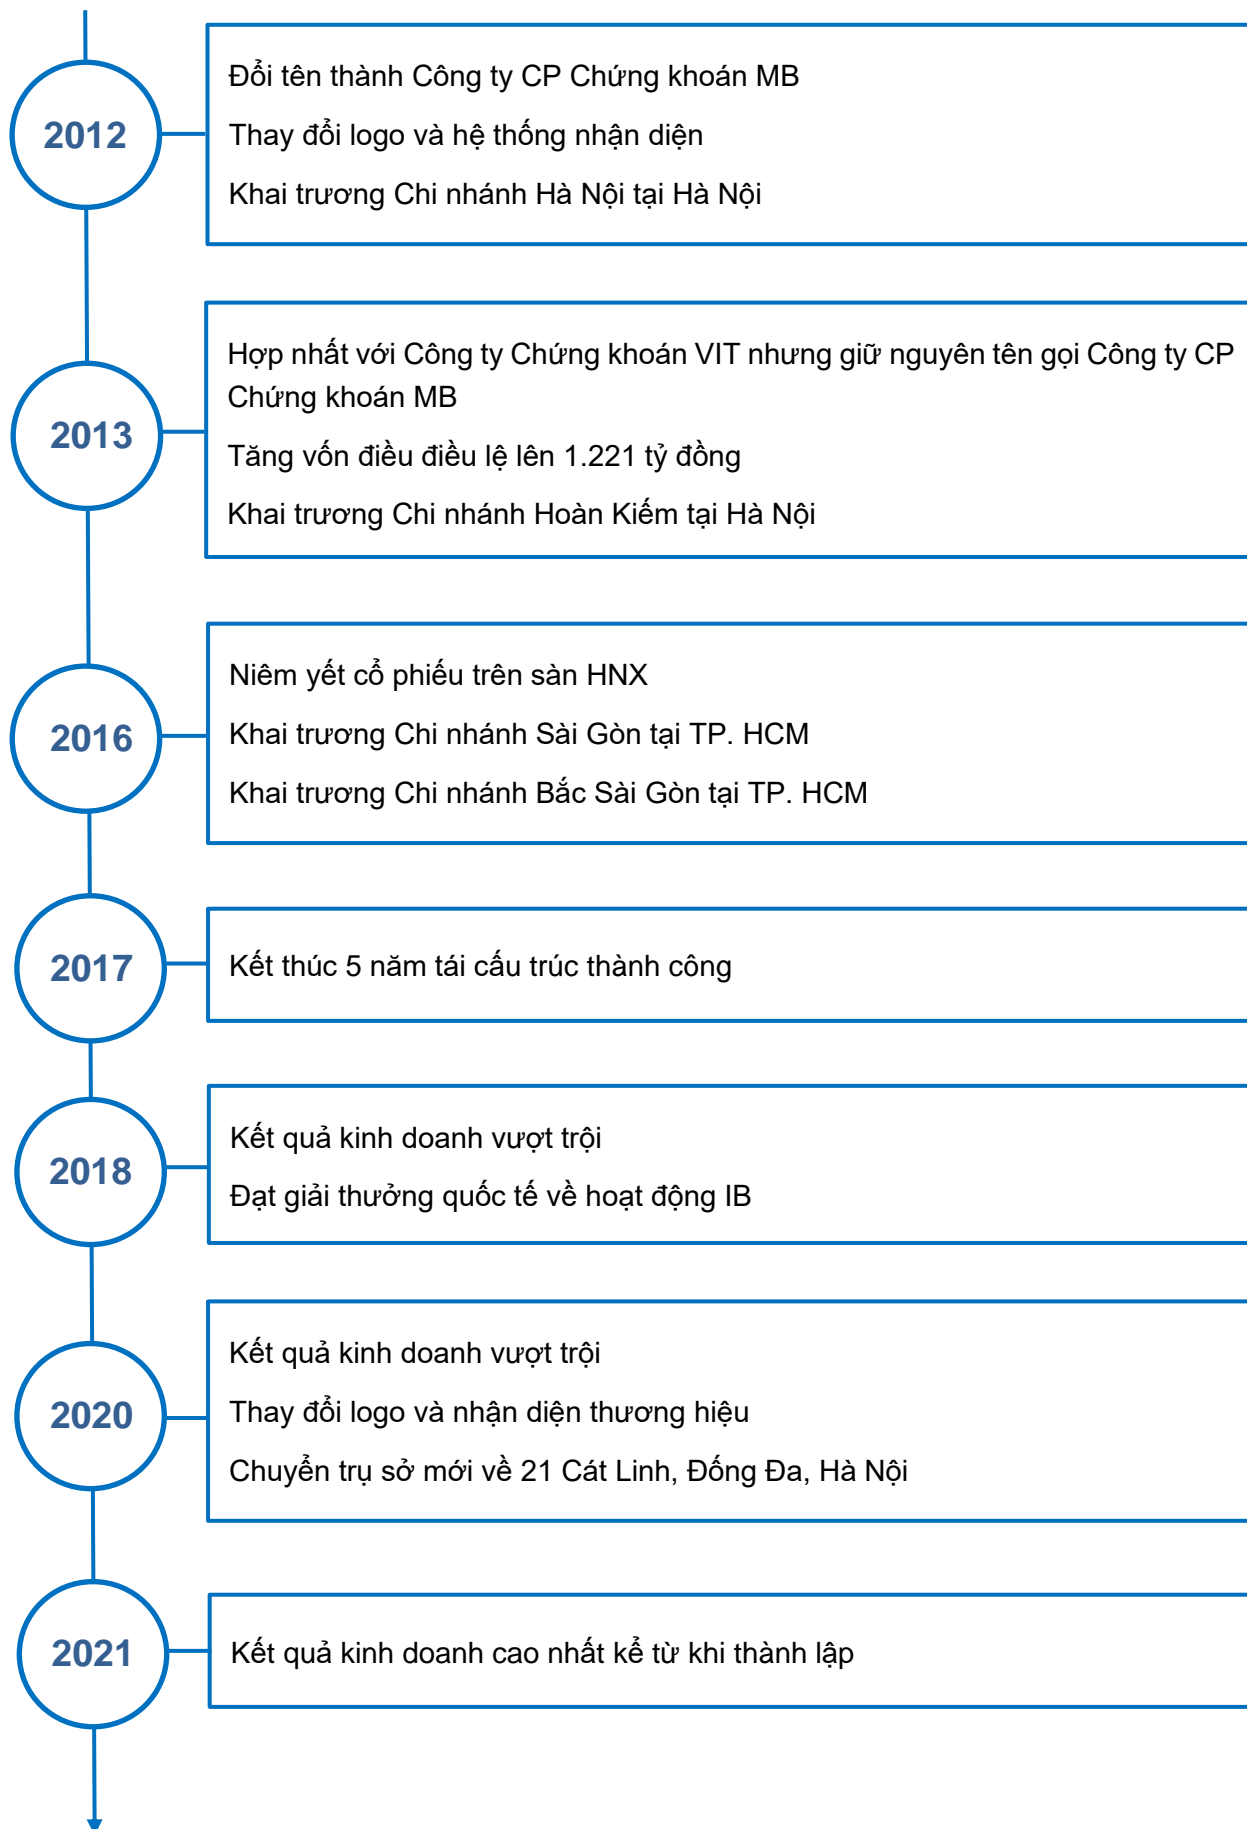 2012
Đổi tên thành Công ty CP Chứng khoán MB
Thay đổi logo và hệ thống nhận diện
Khai trương Chi nhánh Hà Nội tại Hà Nội
2013
Hợp nhất với Công ty Chứng khoán VIT nhưng giữ nguyên tên gọi Công ty CP
Chứng khoán MB
Tăng vốn điều điều lệ lên 1.221 tỷ đồng
Khai trương Chi nhánh Hoàn Kiếm tại Hà Nội
2016
Niêm yết cổ phiếu trên sàn HNX
Khai trương Chi nhánh Sài Gòn tại TP. HCM
Khai trương Chi nhánh Bắc Sài Gòn tại TP. HCM
2017
Kết thúc 5 năm tái cấu trúc thành công
2018
Kết quả kinh doanh vượt trội
Đạt giải thưởng quốc tế về hoạt động IB
2020
Kết quả kinh doanh vượt trội
Thay đổi logo và nhận diện thương hiệu
Chuyển trụ sở mới về 21 Cát Linh, Đống Đa, Hà Nội
2021
Kết quả kinh doanh cao nhất kể từ khi thành lập